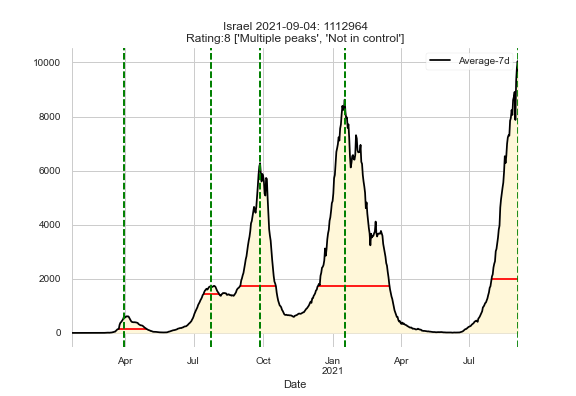 Israel 2021-09-04: 1112964
Rating:8 ['Multiple peaks', 'Not in control']
Average-7d
10000
8000
6000
4000
2000
0
Apr
Jul
Oct
Jan
2021
Apr
Jul
Date